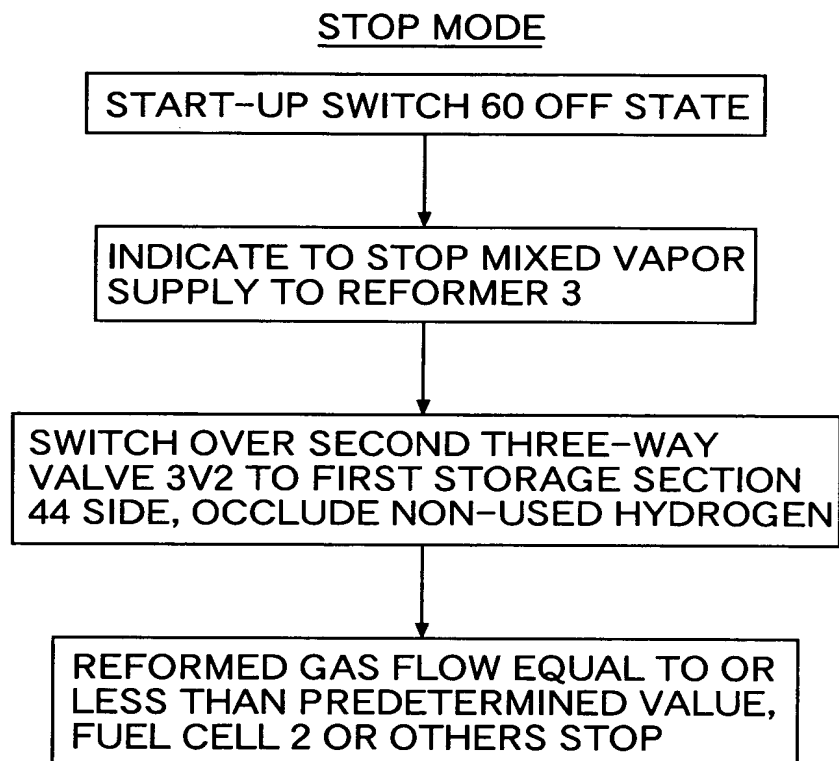 STOP MODE
START-UP SWITCH 60 OFF STATE
INDICATE TO STOP MIXED VAPOR
SUPPLY TO REFORMER 3
SWITCH OVER SECOND THREE-WAY
VALVE 3V2 TO FIRST STORAGE SECTION
44 SIDE, OCCLUDE NON-USED HYDROGEN
REFORMED GAS FLOW EQUAL TO OR
LESS THAN PREDETERMINED VALUE,
FUEL CELL 2 OR OTHERS STOP